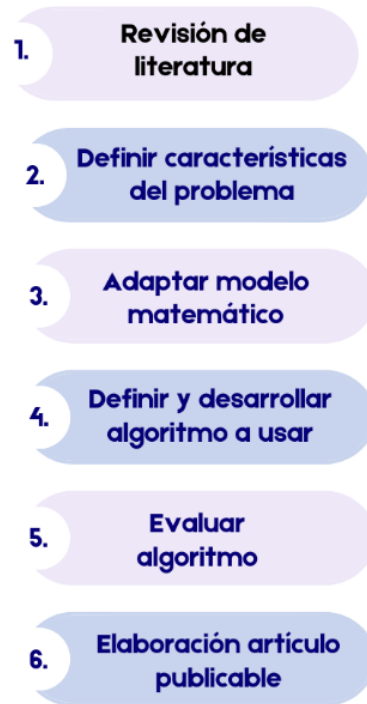 1.
Revisión de
literatura
2.
Definir características
del problema
3.
Adaptar modelo
matemático
4.
Definir y desarrollar
algoritmo a usar
5.
Evaluar
algoritmo
6.
Elaboración artículo
publicable